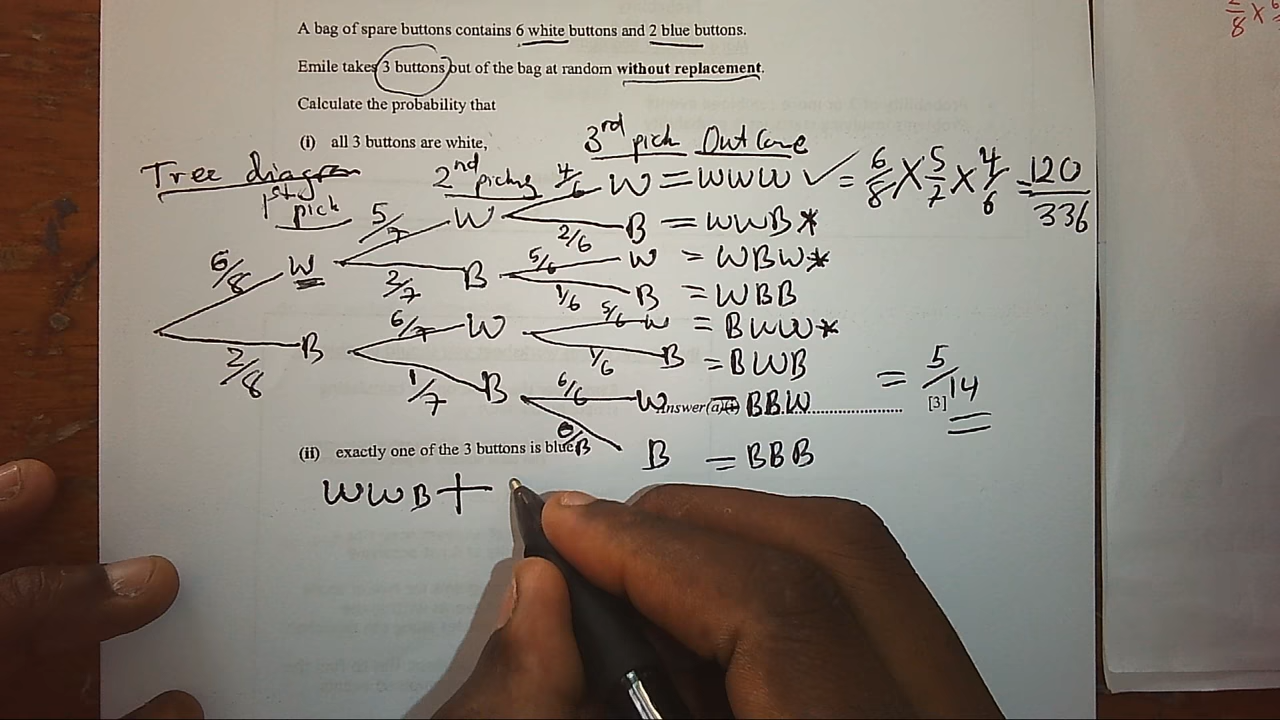 A bag of spare buttons contains 6 white buttons and 2 blue buttons.
Emile takes 3 buttons out of the bag at random without replacement.
Calculate the probability that
(i) all 3 buttons are white,
Tree diagram
1st pick
2nd picking
3rd pick Outcome
6/8 W 5/7 W 4/6 W = WWW ✓ = 6/8 × 5/7 × 4/6 = 120/336
2/6 B = WWB*
2/7 B 5/6 W = WBW*
1/6 B = WBB
2/8 B 6/7 W 5/6 W = BWW*
1/6 B = BWB
= 5/14
1/7 B 6/6 W Answer(a)(i) BBW [3]
(ii) exactly one of the 3 buttons is blue.
B = BBB
WWB +
8 ×